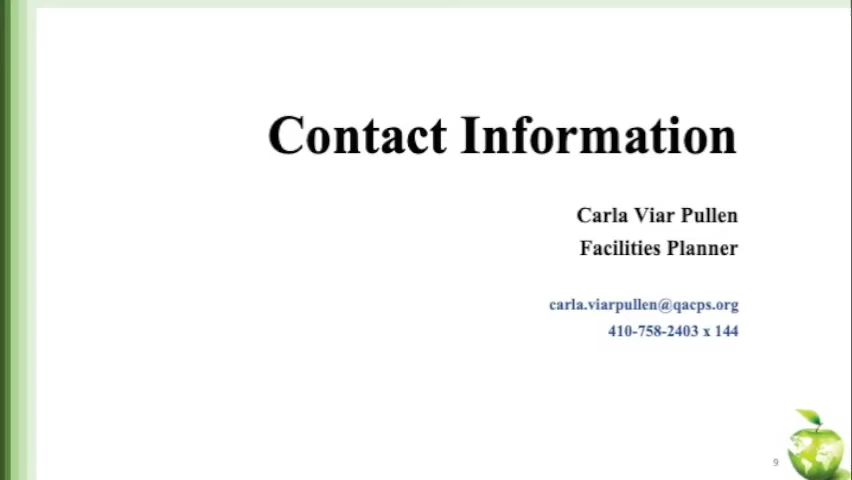 Contact Information
Carla Viar Pullen
Facilities Planner
carla.viarpullen@qacps.org
410-758-2403 x 144
9